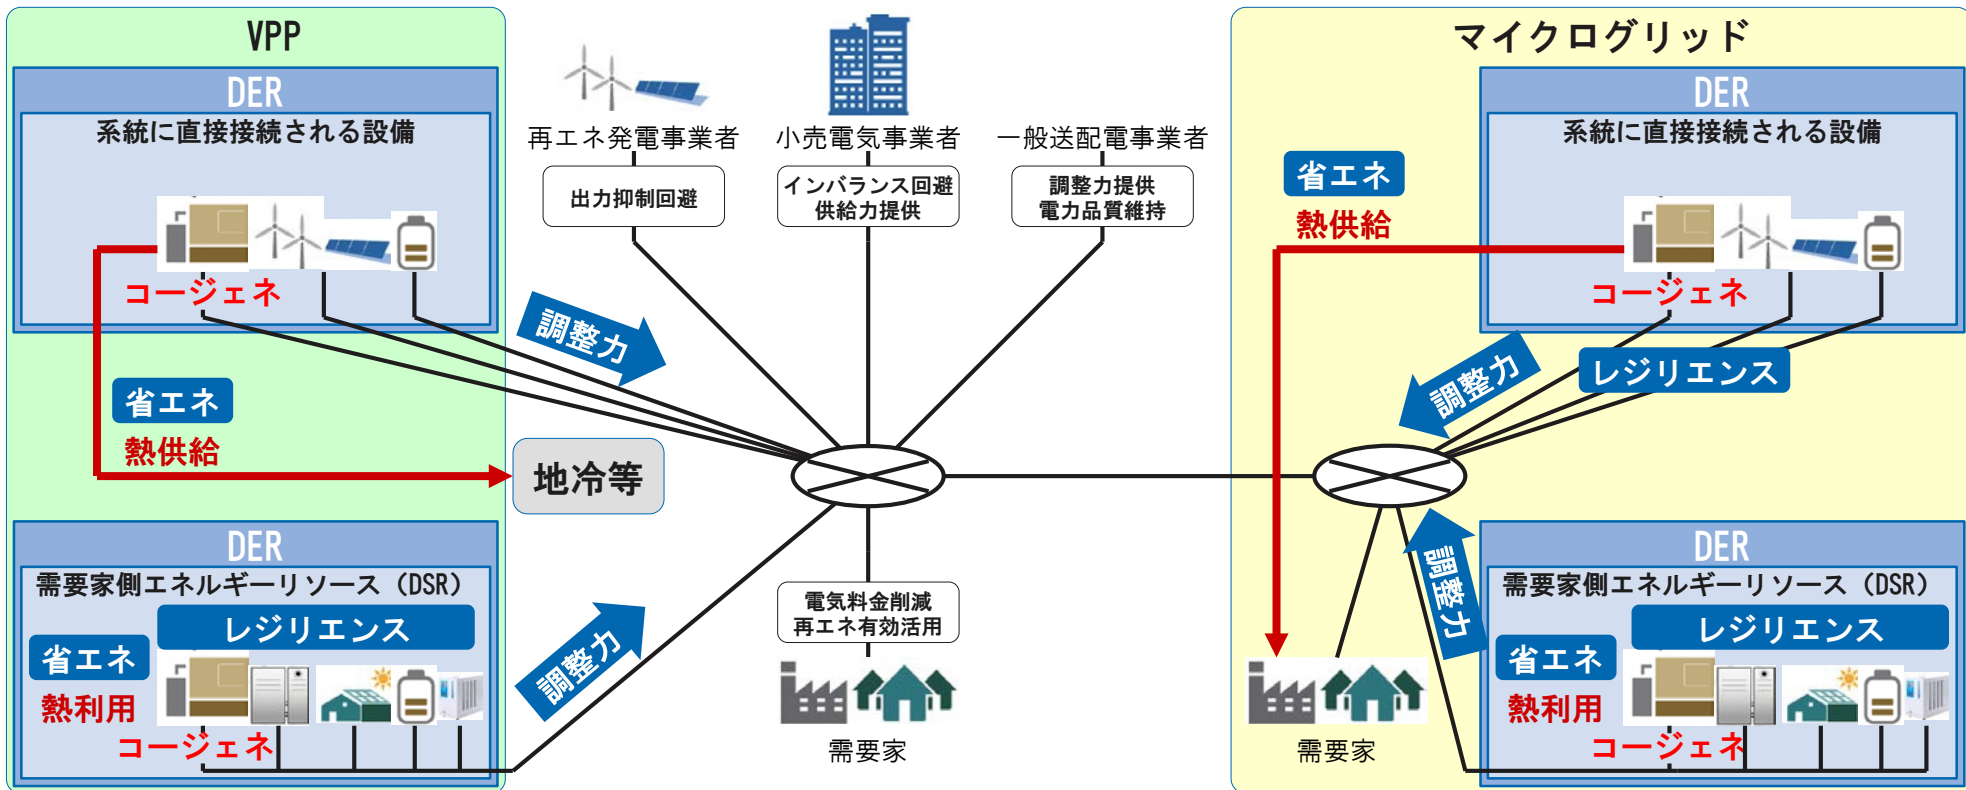 VPP
DER
系統に直接接続される設備
コージェネ
省エネ
熱供給
地冷等
DER
需要家側エネルギーリソース（DSR）
レジリエンス
省エネ
熱利用
コージェネ
調整力
調整力
再エネ発電事業者
出力抑制回避
小売電気事業者
インバランス回避
供給力提供
一般送配電事業者
調整力提供
電力品質維持
電気料金削減
再エネ有効活用
需要家
マイクログリッド
DER
系統に直接接続される設備
省エネ
熱供給
コージェネ
調整力
レジリエンス
調整力
需要家
DER
需要家側エネルギーリソース（DSR）
レジリエンス
省エネ
熱利用
コージェネ